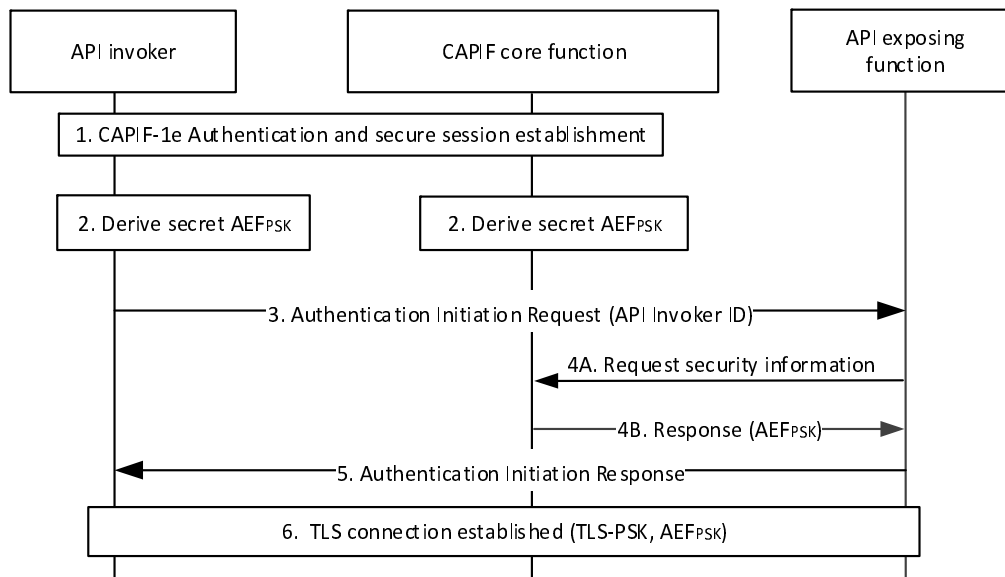 API invoker
CAPIF core function
API exposing
function
1. CAPIF-1e Authentication and secure session establishment
2. Derive secret AEFPSK
2. Derive secret AEFPSK
3. Authentication Initiation Request (API Invoker ID)
4A. Request security information
4B. Response (AEFPSK)
5. Authentication Initiation Response
6. TLS connection established (TLS-PSK, AEFPSK)